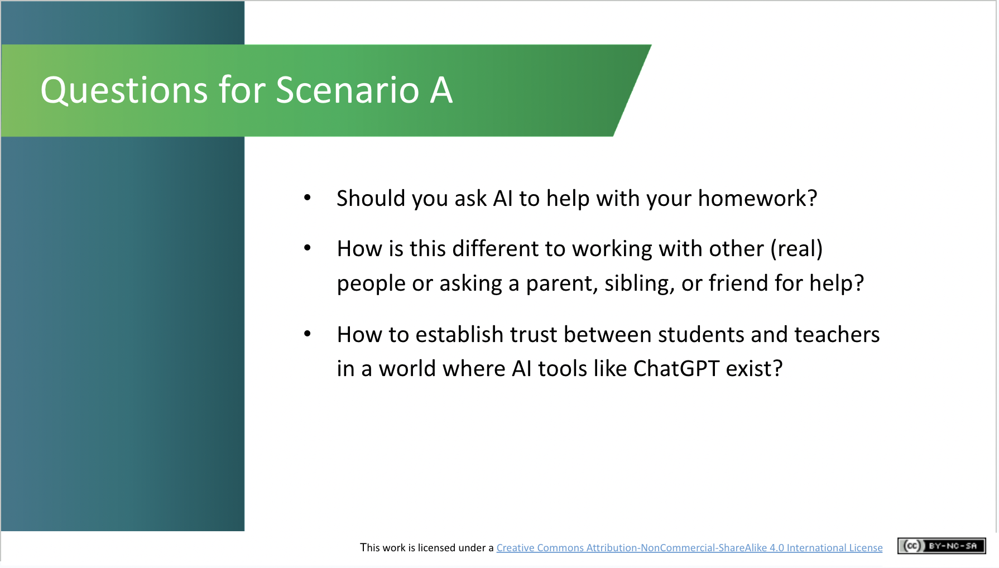 Questions for Scenario A
• Should you ask AI to help with your homework?
• How is this different to working with other (real)
people or asking a parent, sibling, or friend for help?
• How to establish trust between students and teachers
in a world where AI tools like ChatGPT exist?
This work is licensed under a Creative Commons Attribution-NonCommercial-ShareAlike 4.0 International License
cc BY-NC-SA